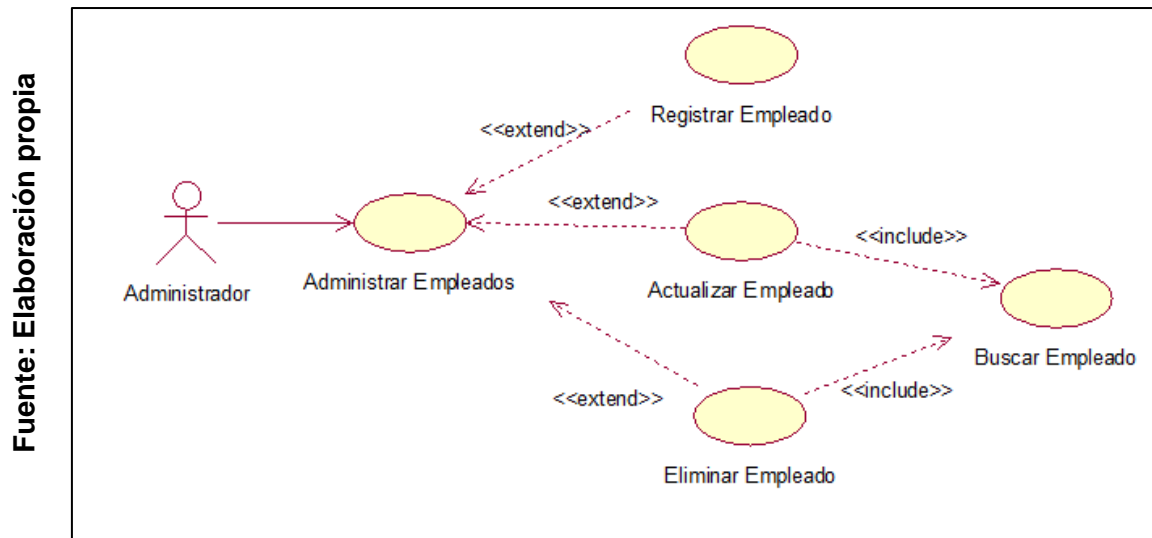 Fuente: Elaboración propia
Registrar Empleado
<<extend>>
<<extend>>
<<include>>
Administrador
Administrar Empleados
Actualizar Empleado
Buscar Empleado
<<extend>>
<<include>>
Eliminar Empleado